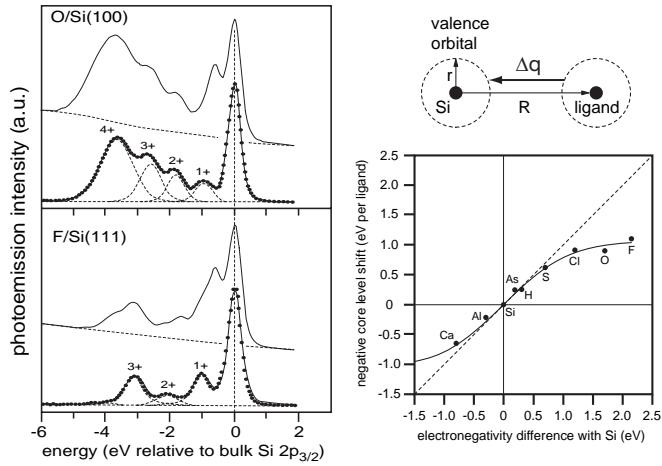 O/Si(100)
4+
3+
2+
1+
F/Si(111)
3+
2+
1+
photoemission intensity (a.u.)
-6 -4 -2 0 2
energy (eV relative to bulk Si 2p3/2)
valence
orbital
r
Δq
Si
R
ligand
2.5
2.0
1.5
1.0
0.5
0.0
-0.5
-1.0
-1.5
negative core level shift (eV per ligand)
Ca
Al
Si
As
H
S
Cl
O
F
-1.5 -1.0 -0.5 0.0 0.5 1.0 1.5 2.0 2.5
electronegativity difference with Si (eV)